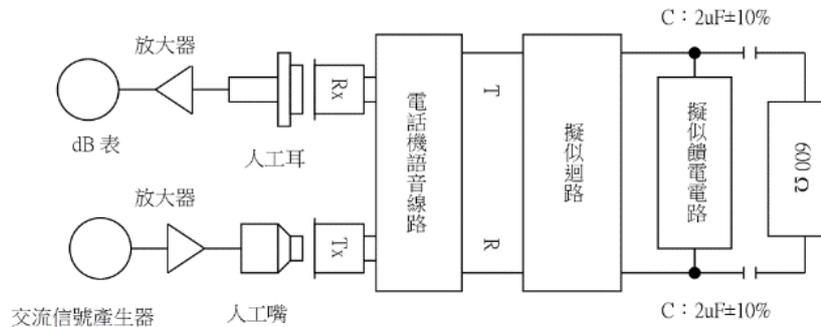 C：2uF±10%
放大器
dB 表
人工耳
Rx
電話機語音線路
T
擬似迴路
擬似饋電電路
600 Ω
放大器
交流信號產生器
人工嘴
Tx
R
C：2uF±10%